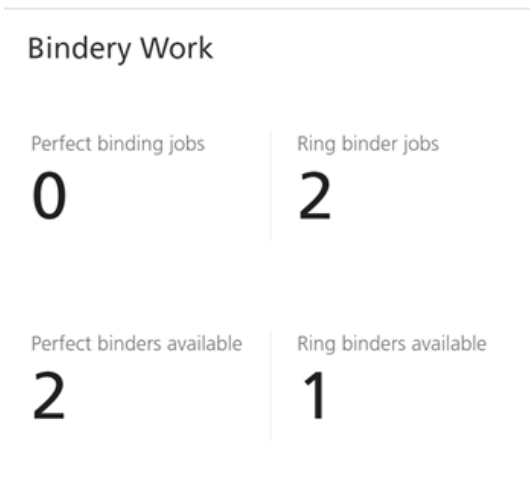 Bindery Work
Perfect binding jobs
0
Ring binder jobs
2
Perfect binders available
2
Ring binders available
1